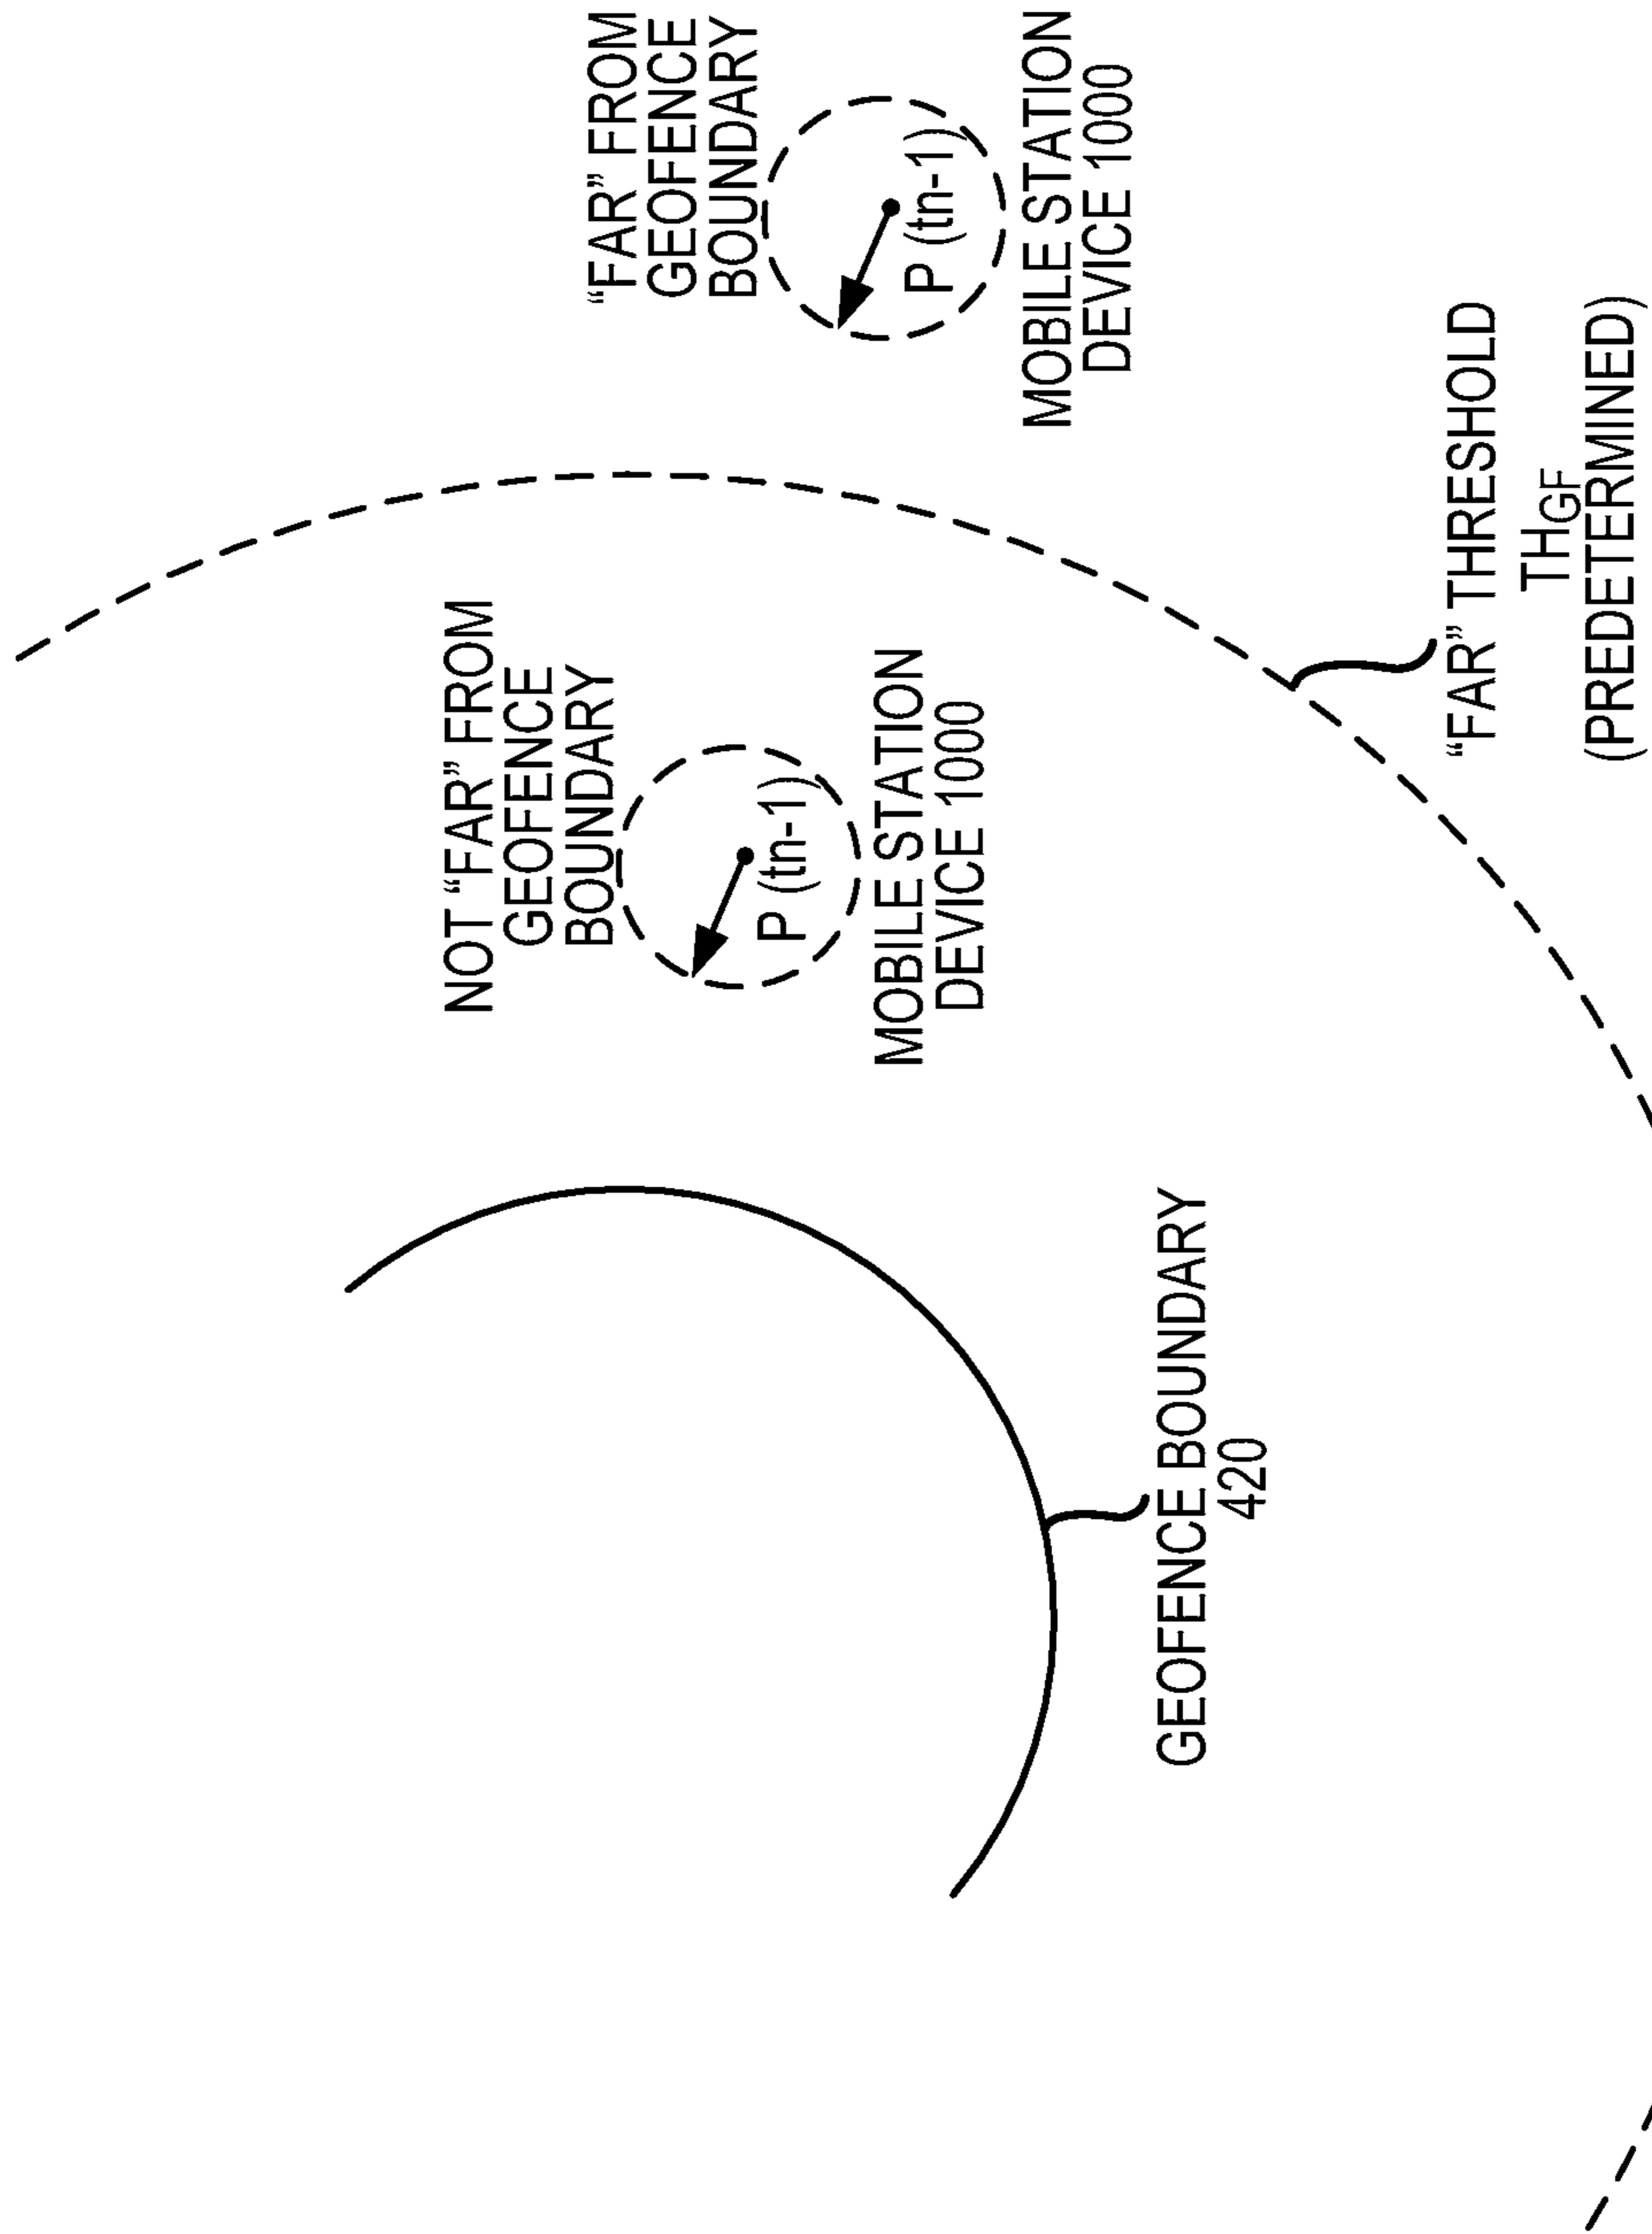 NOT “FAR” FROM
GEOFENCE
BOUNDARY
P (tn-1)
MOBILE STATION
DEVICE 1000
“FAR” FROM
GEOFENCE
BOUNDARY
P (tn-1)
MOBILE STATION
DEVICE 1000
GEOFENCE BOUNDARY
420
“FAR” THRESHOLD
TH_GF
(PREDETERMINED)